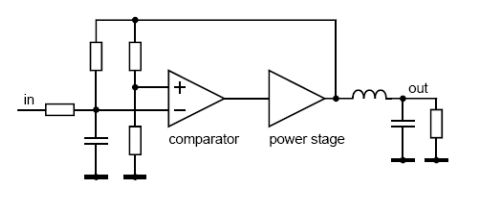 in
+
−
out
comparator
power stage